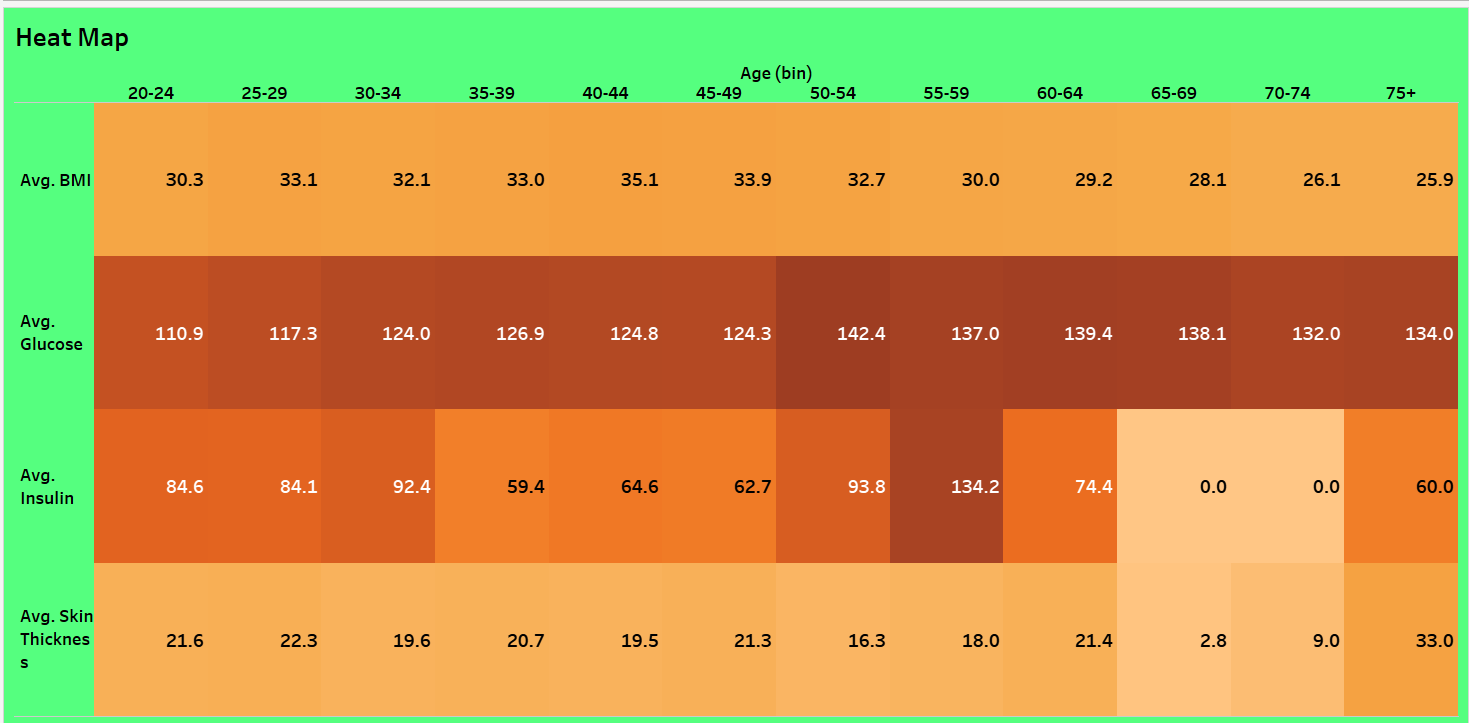 Heat Map
Age (bin)
20-24 25-29 30-34 35-39 40-44 45-49 50-54 55-59 60-64 65-69 70-74 75+
Avg. BMI 30.3 33.1 32.1 33.0 35.1 33.9 32.7 30.0 29.2 28.1 26.1 25.9
Avg.
Glucose 110.9 117.3 124.0 126.9 124.8 124.3 142.4 137.0 139.4 138.1 132.0 134.0
Avg.
Insulin 84.6 84.1 92.4 59.4 64.6 62.7 93.8 134.2 74.4 0.0 0.0 60.0
Avg. Skin
Thicknes 21.6 22.3 19.6 20.7 19.5 21.3 16.3 18.0 21.4 2.8 9.0 33.0
s